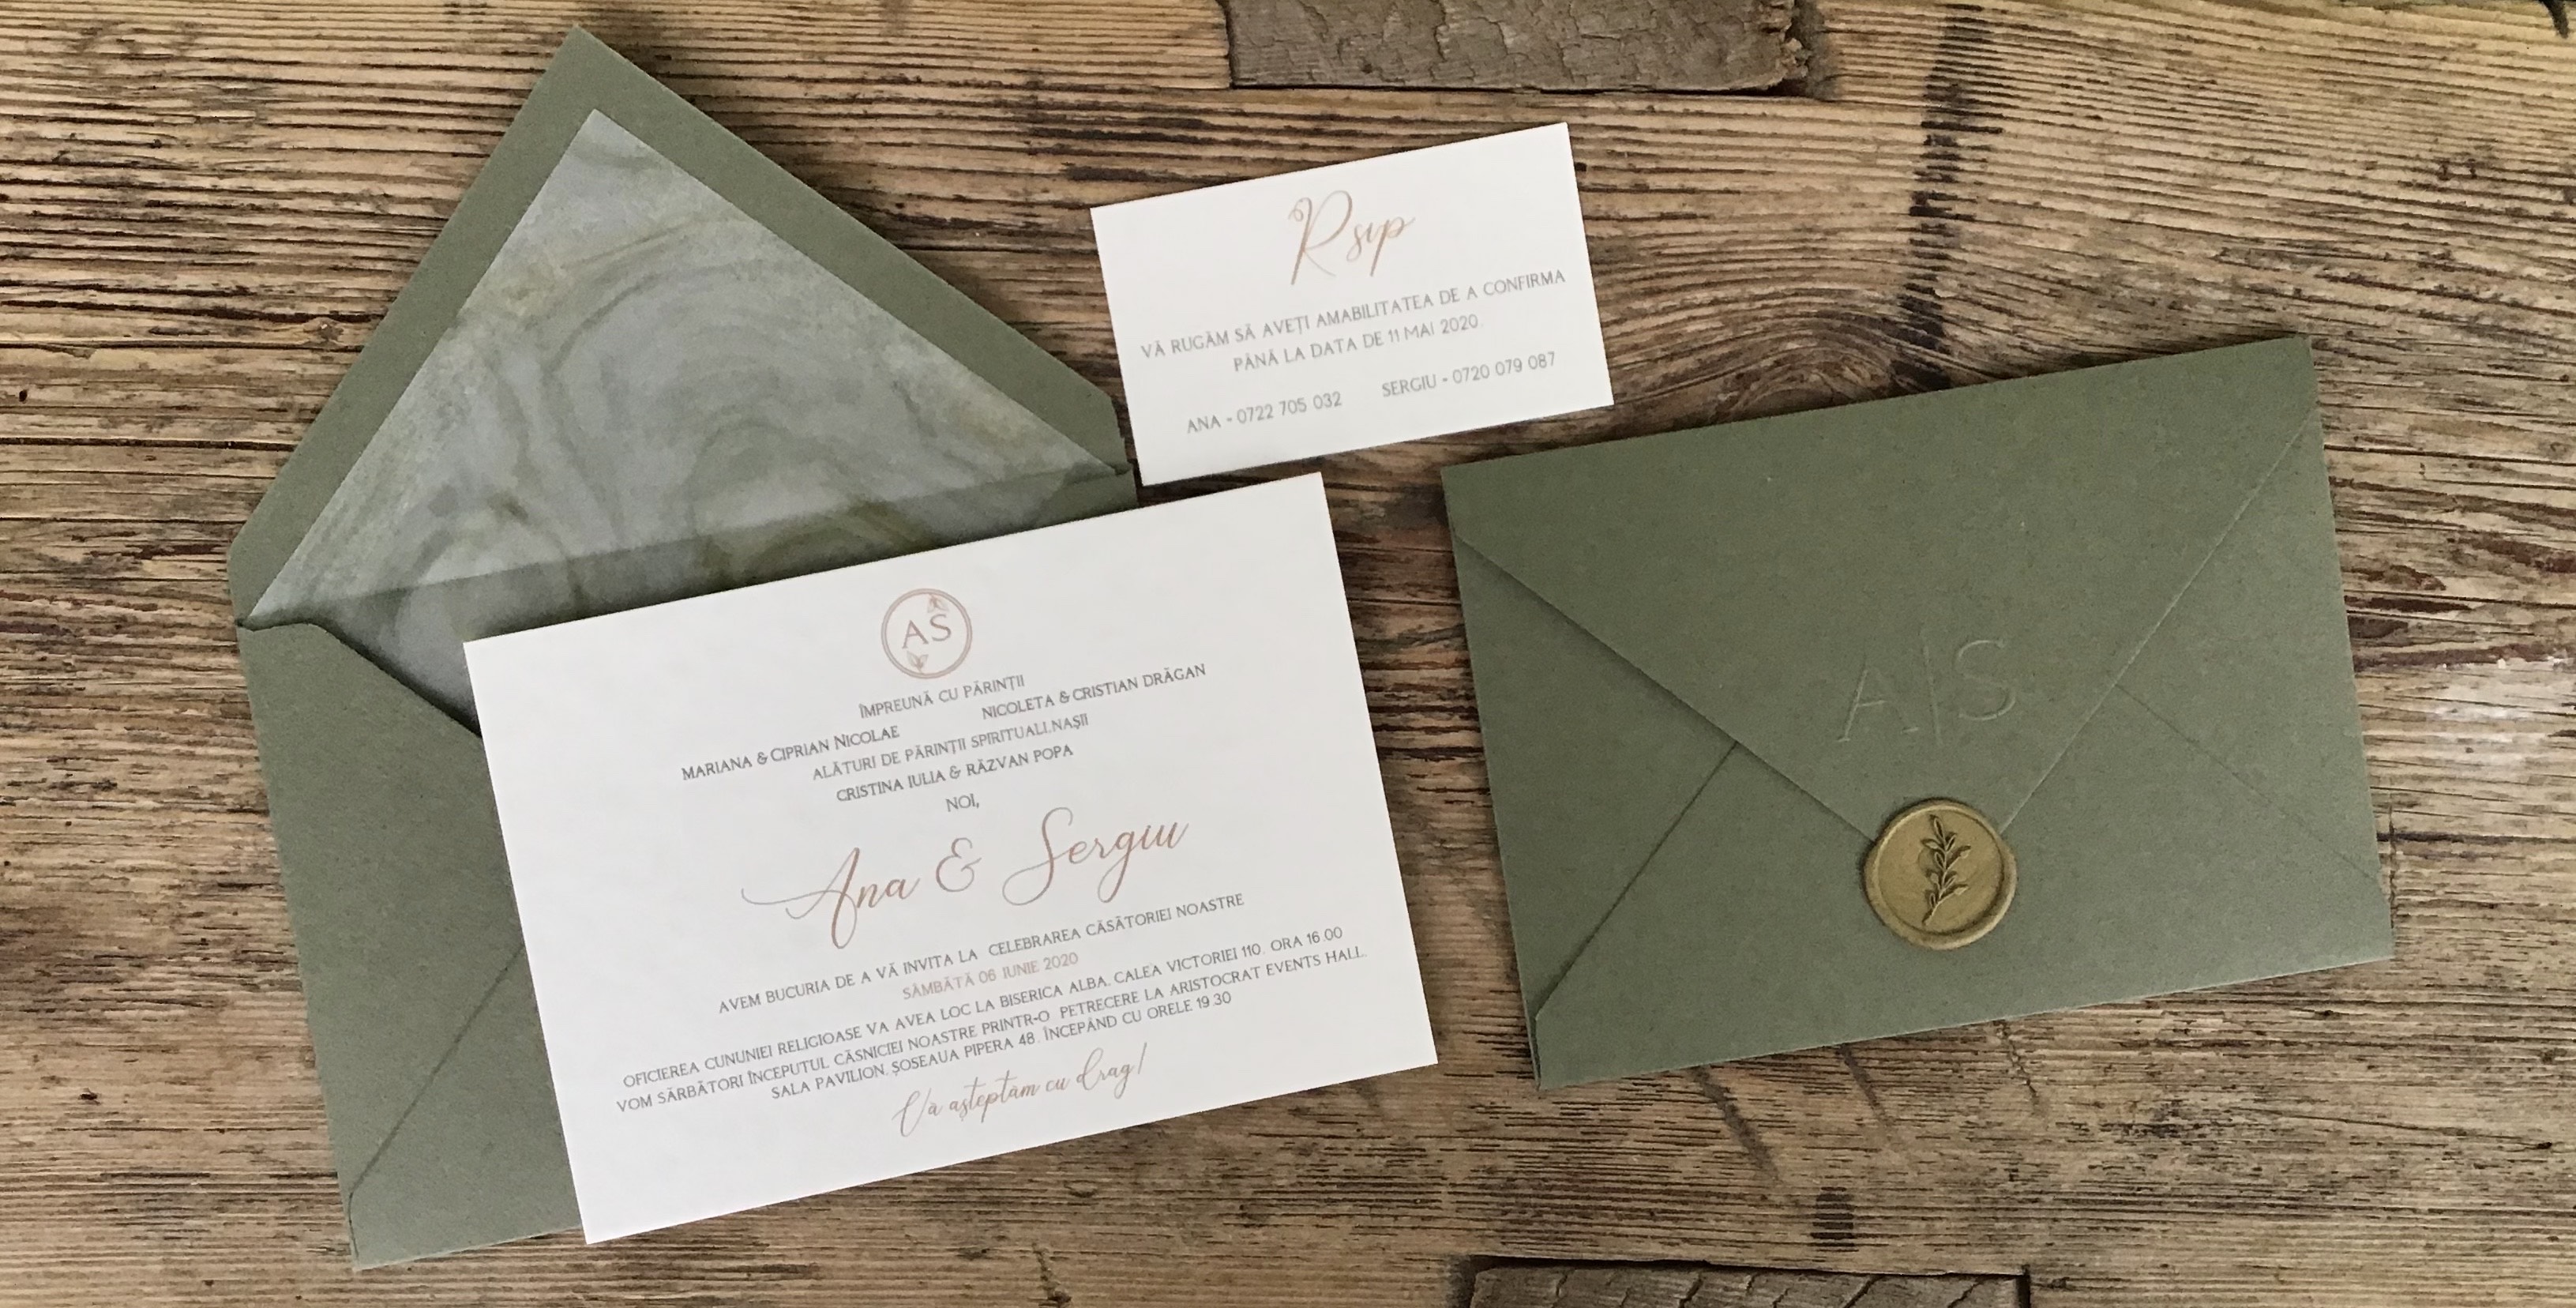 Rsvp
VĂ RUGĂM SĂ AVEȚI AMABILITATEA DE A CONFIRMA
PÂNĂ LA DATA DE 11 MAI 2020.
ANA - 0722 705 032 SERGIU - 0720 079 087
AS
ÎMPREUNĂ CU PĂRINȚII
MARIANA & CIPRIAN NICOLAE NICOLETA & CRISTIAN DRĂGAN
ALĂTURI DE PĂRINȚII SPIRITUALI,NAȘII
CRISTINA IULIA & RĂZVAN POPA
NOI,
Ana & Sergiu
AVEM BUCURIA DE A VĂ INVITA LA CELEBRAREA CĂSĂTORIEI NOASTRE
SÂMBĂTĂ 06 IUNIE 2020
OFICIEREA CUNUNIEI RELIGIOASE VA AVEA LOC LA BISERICA ALBA, CALEA VICTORIEI 110, ORA 16.00
VOM SĂRBĂTORI ÎNCEPUTUL CĂSNICIEI NOASTRE PRINTR-O PETRECERE LA ARISTOCRAT EVENTS HALL,
SALA PAVILION, ȘOSEAUA PIPERA 48, ÎNCEPÂND CU ORELE 19.30
Vă așteptăm cu drag!
A|S